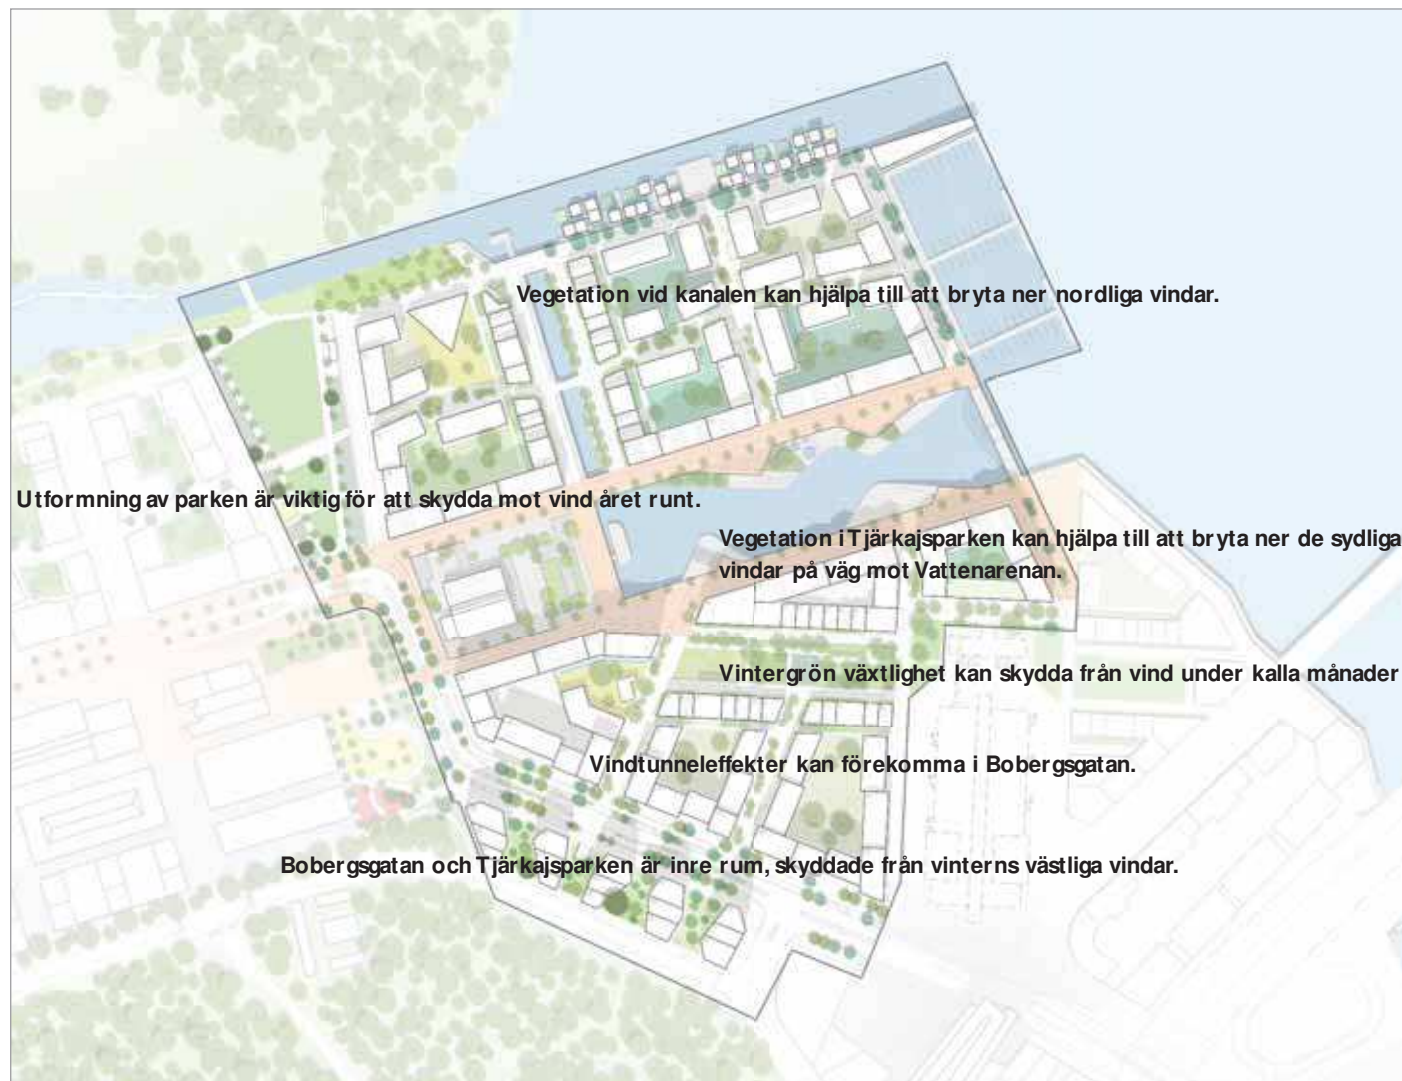 Vegetation vid kanalen kan hjälpa till att bryta ner nordliga vindar.
Utformning av parken är viktig för att skydda mot vind året runt.
Vegetation i Tjärkajsparken kan hjälpa till att bryta ner de sydliga
vindar på väg mot Vattenarenan.
Vintergrön växtlighet kan skydda från vind under kalla månader
Vindtunneleffekter kan förekomma i Bobergsgatan.
Bobergsgatan och Tjärkajsparken är inre rum, skyddade från vinterns västliga vindar.